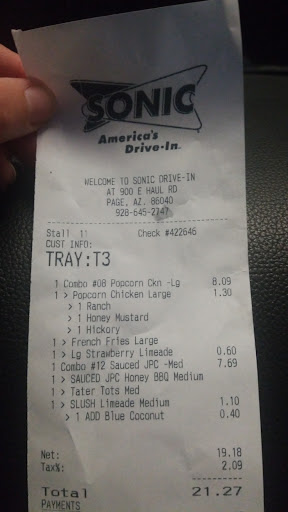 SONIC
America's
Drive-In.
WELCOME TO SONIC DRIVE-IN
AT 900 E HAUL RD
PAGE, AZ. 86040
928-645-2747
Stall 11 Check #422646
CUST INFO:
TRAY:T3
1 Combo #08 Popcorn Ckn -Lg 8.09
1 > Popcorn Chicken Large 1.30
> 1 Ranch
> 1 Honey Mustard
> 1 Hickory
1 > French Fries Large
1 > Lg Strawberry Limeade 0.60
1 Combo #12 Sauced JPC -Med 7.69
1 > SAUCED JPC Honey BBQ Medium
1 > Tater Tots Med
1 > SLUSH Limeade Medium 1.10
> 1 ADD Blue Coconut 0.40
Net: 19.18
Tax%: 2.09
Total 21.27
PAYMENTS